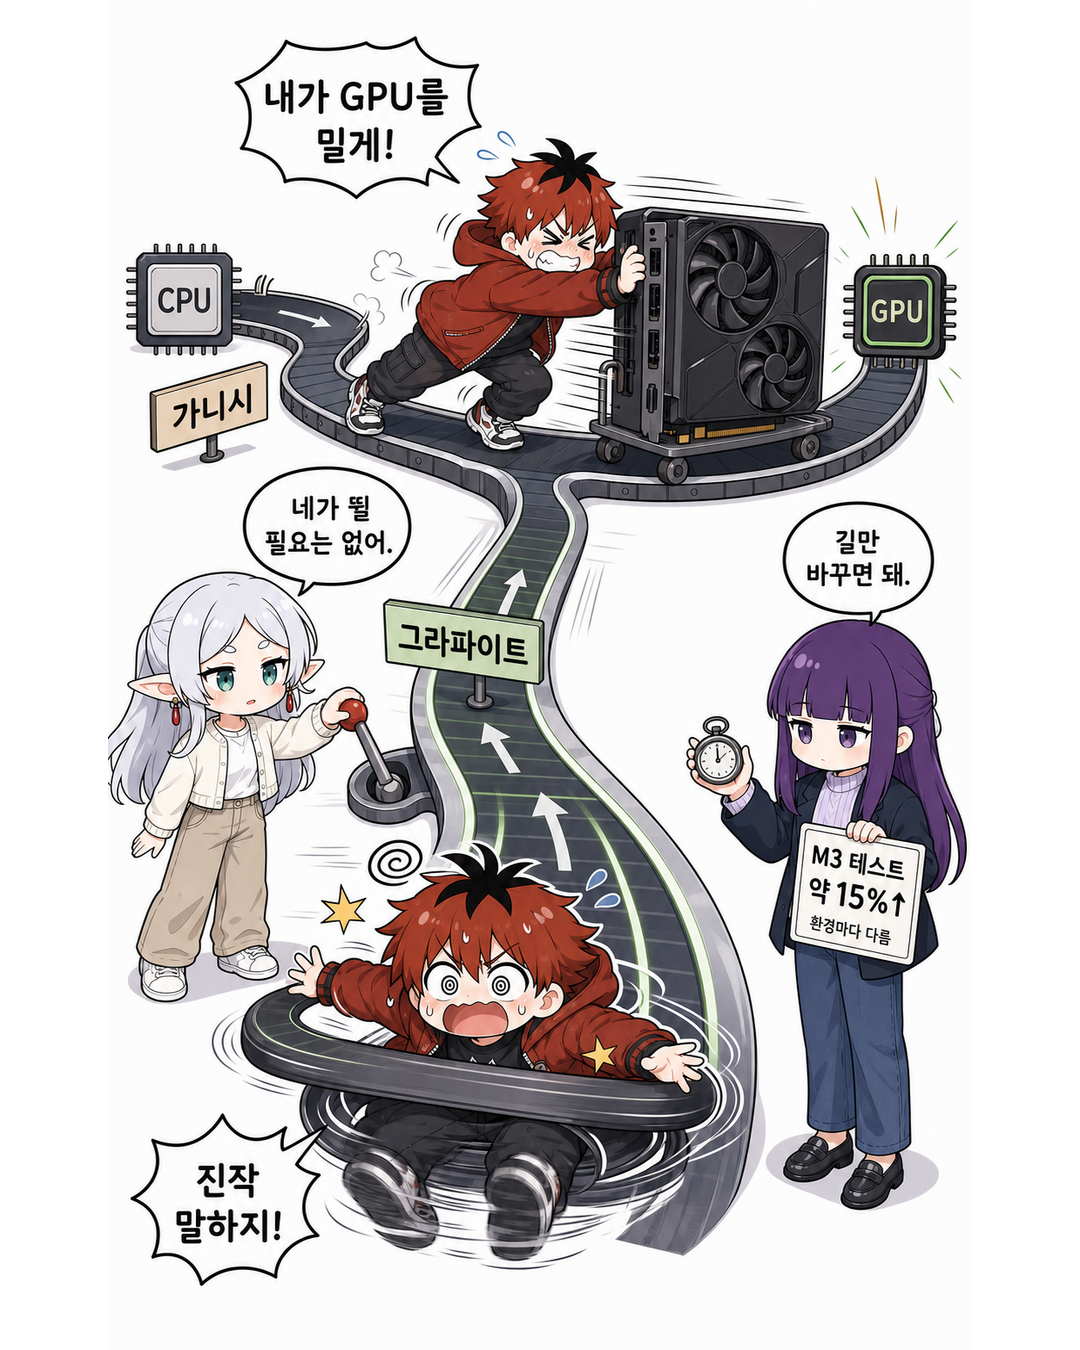 내가 GPU를
밀게!
CPU
GPU
가니시
네가 뛸
필요는 없어.
길만
바꾸면 돼.
그라파이트
M3 테스트
약 15%↑
환경마다 다름
진작
말하지!